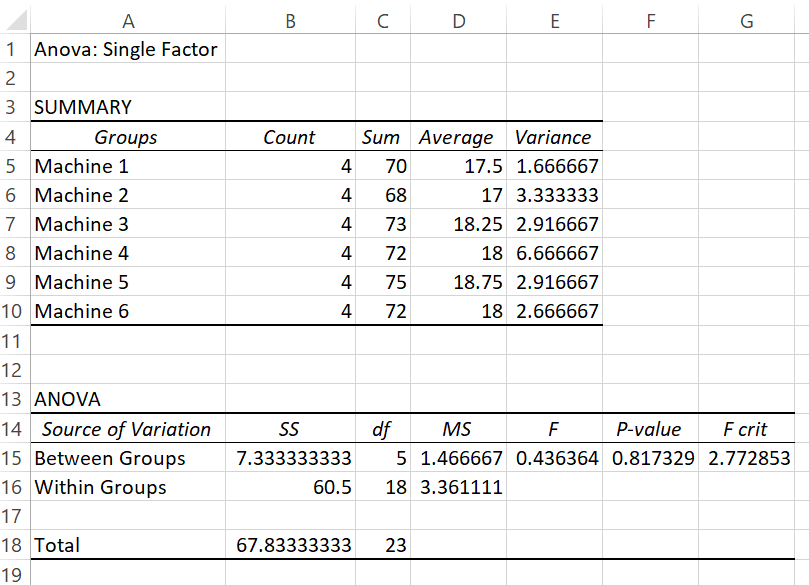 A B C D E F G
1 Anova: Single Factor
2
3 SUMMARY
4 Groups Count Sum Average Variance
5 Machine 1 4 70 17.5 1.666667
6 Machine 2 4 68 17 3.333333
7 Machine 3 4 73 18.25 2.916667
8 Machine 4 4 72 18 6.666667
9 Machine 5 4 75 18.75 2.916667
10 Machine 6 4 72 18 2.666667
11
12
13 ANOVA
14 Source of Variation SS df MS F P-value F crit
15 Between Groups 7.333333333 5 1.466667 0.436364 0.817329 2.772853
16 Within Groups 60.5 18 3.361111
17
18 Total 67.83333333 23
19